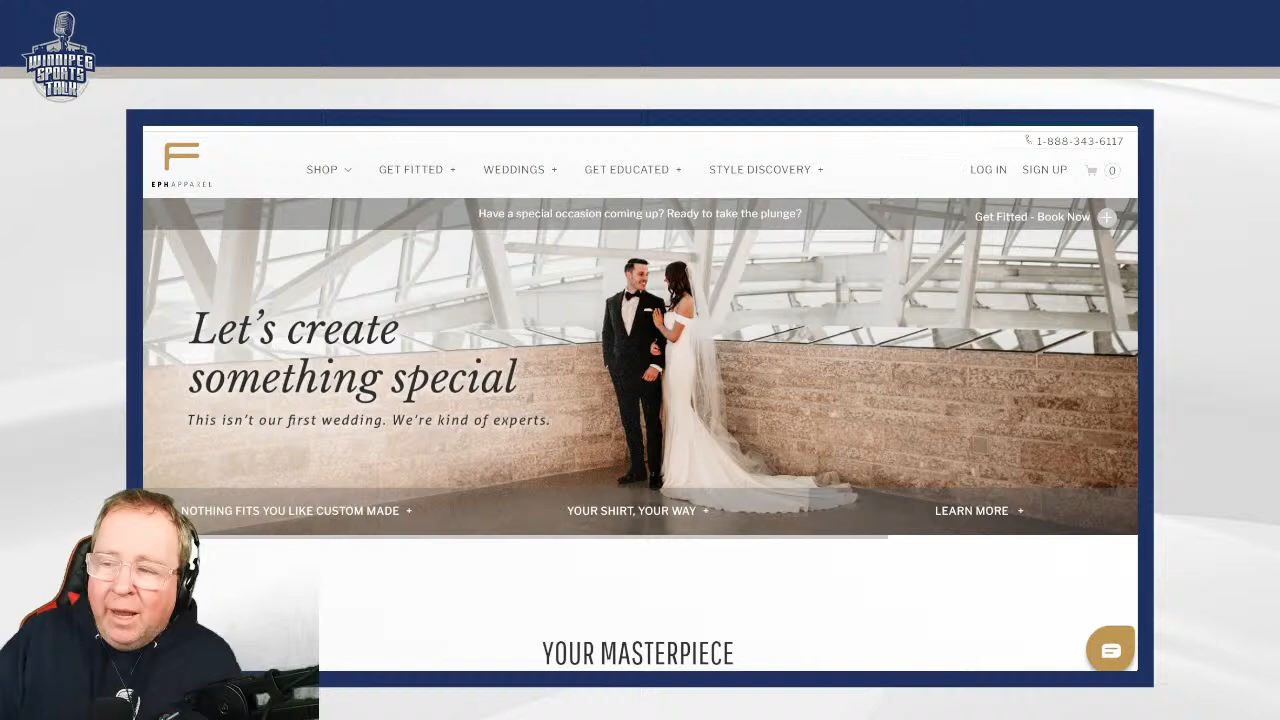 WINNIPEG
SPORTS
TALK
1-888-343-6117
EPHAPPAREL
SHOP
GET FITTED +
WEDDINGS +
GET EDUCATED +
STYLE DISCOVERY +
LOG IN
SIGN UP
0
Have a special occasion coming up? Ready to take the plunge?
Get Fitted - Book Now +
Let's create
something special
This isn't our first wedding. We're kind of experts.
NOTHING FITS YOU LIKE CUSTOM MADE +
YOUR SHIRT, YOUR WAY +
LEARN MORE +
YOUR MASTERPIECE